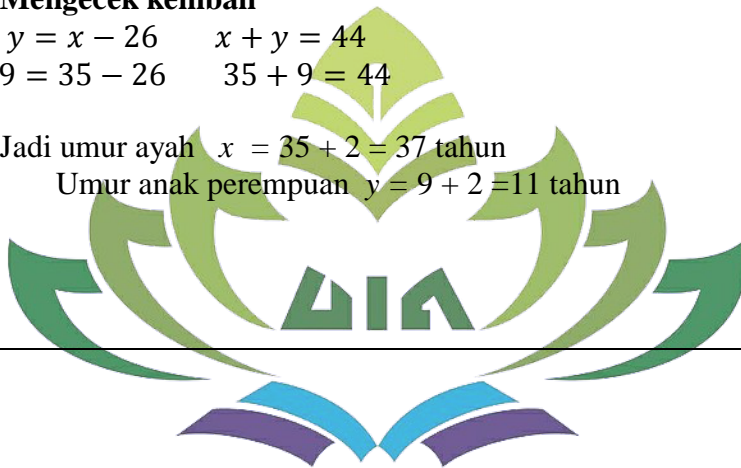 Mengecek kembali
y = x − 26 x + y = 44
9 = 35 − 26 35 + 9 = 44
Jadi umur ayah x = 35 + 2 = 37 tahun
Umur anak perempuan y = 9 + 2 =11 tahun